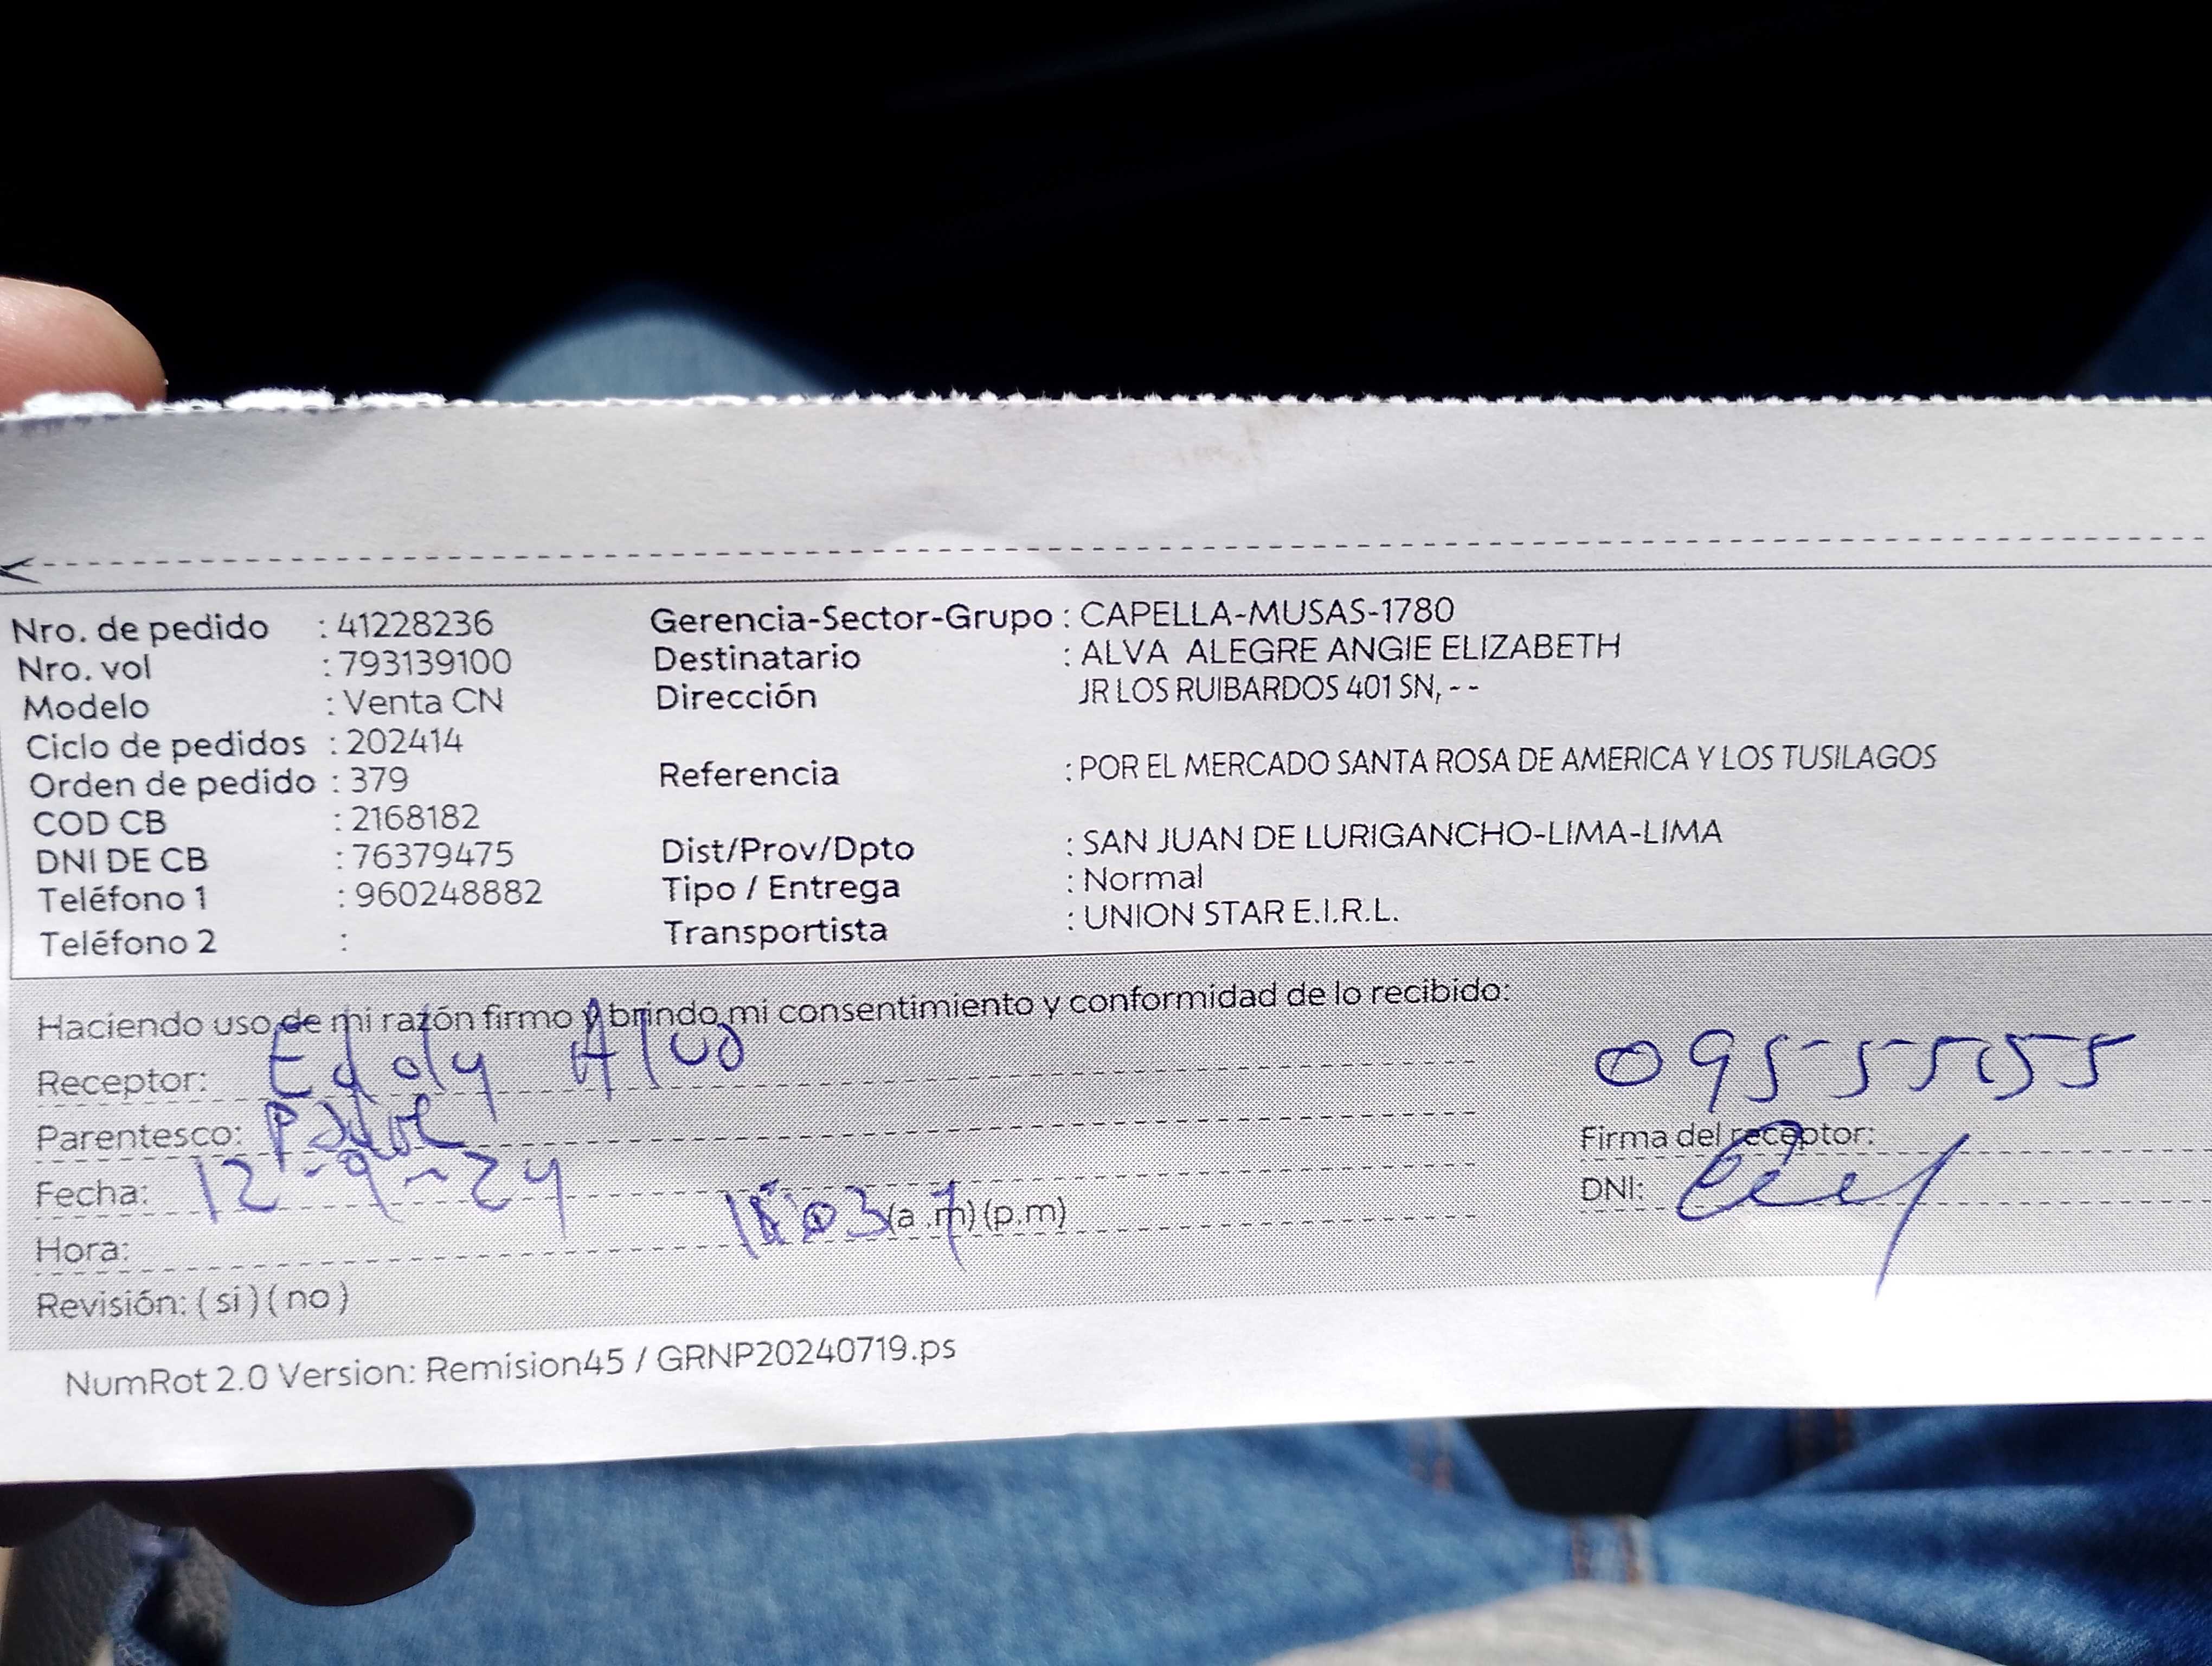 Nro. de pedido : 41228236 Gerencia-Sector-Grupo : CAPELLA-MUSAS-1780
Nro. vol : 793139100 Destinatario : ALVA ALEGRE ANGIE ELIZABETH
Modelo : Venta CN Dirección JR LOS RUIBARDOS 401 SN, - -
Ciclo de pedidos : 202414
Orden de pedido : 379 Referencia : POR EL MERCADO SANTA ROSA DE AMERICA Y LOS TUSILAGOS
COD CB : 2168182
DNI DE CB : 76379475 Dist/Prov/Dpto : SAN JUAN DE LURIGANCHO-LIMA-LIMA
Teléfono 1 : 960248882 Tipo / Entrega : Normal
Teléfono 2 : Transportista : UNION STAR E.I.R.L.
Haciendo uso de mi razón firmo y brindo mi consentimiento y conformidad de lo recibido:
Receptor: Eddy Alva
Parentesco: Padre Firma del receptor:
Fecha: 12-9-24 DNI:
Hora: (a.m) (p.m)
Revisión: ( si ) ( no )
NumRot 2.0 Version: Remision45 / GRNP20240719.ps